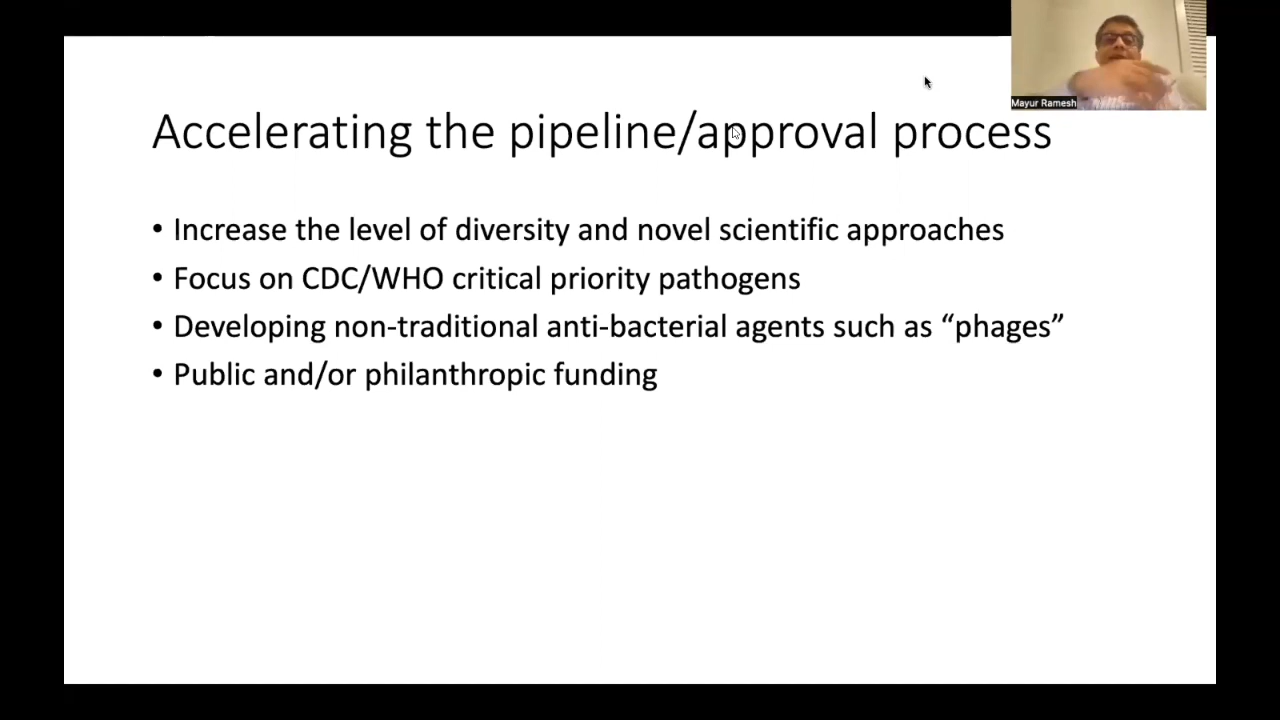 Mayur Ramesh
Accelerating the pipeline/approval process
• Increase the level of diversity and novel scientific approaches
• Focus on CDC/WHO critical priority pathogens
• Developing non-traditional anti-bacterial agents such as “phages”
• Public and/or philanthropic funding